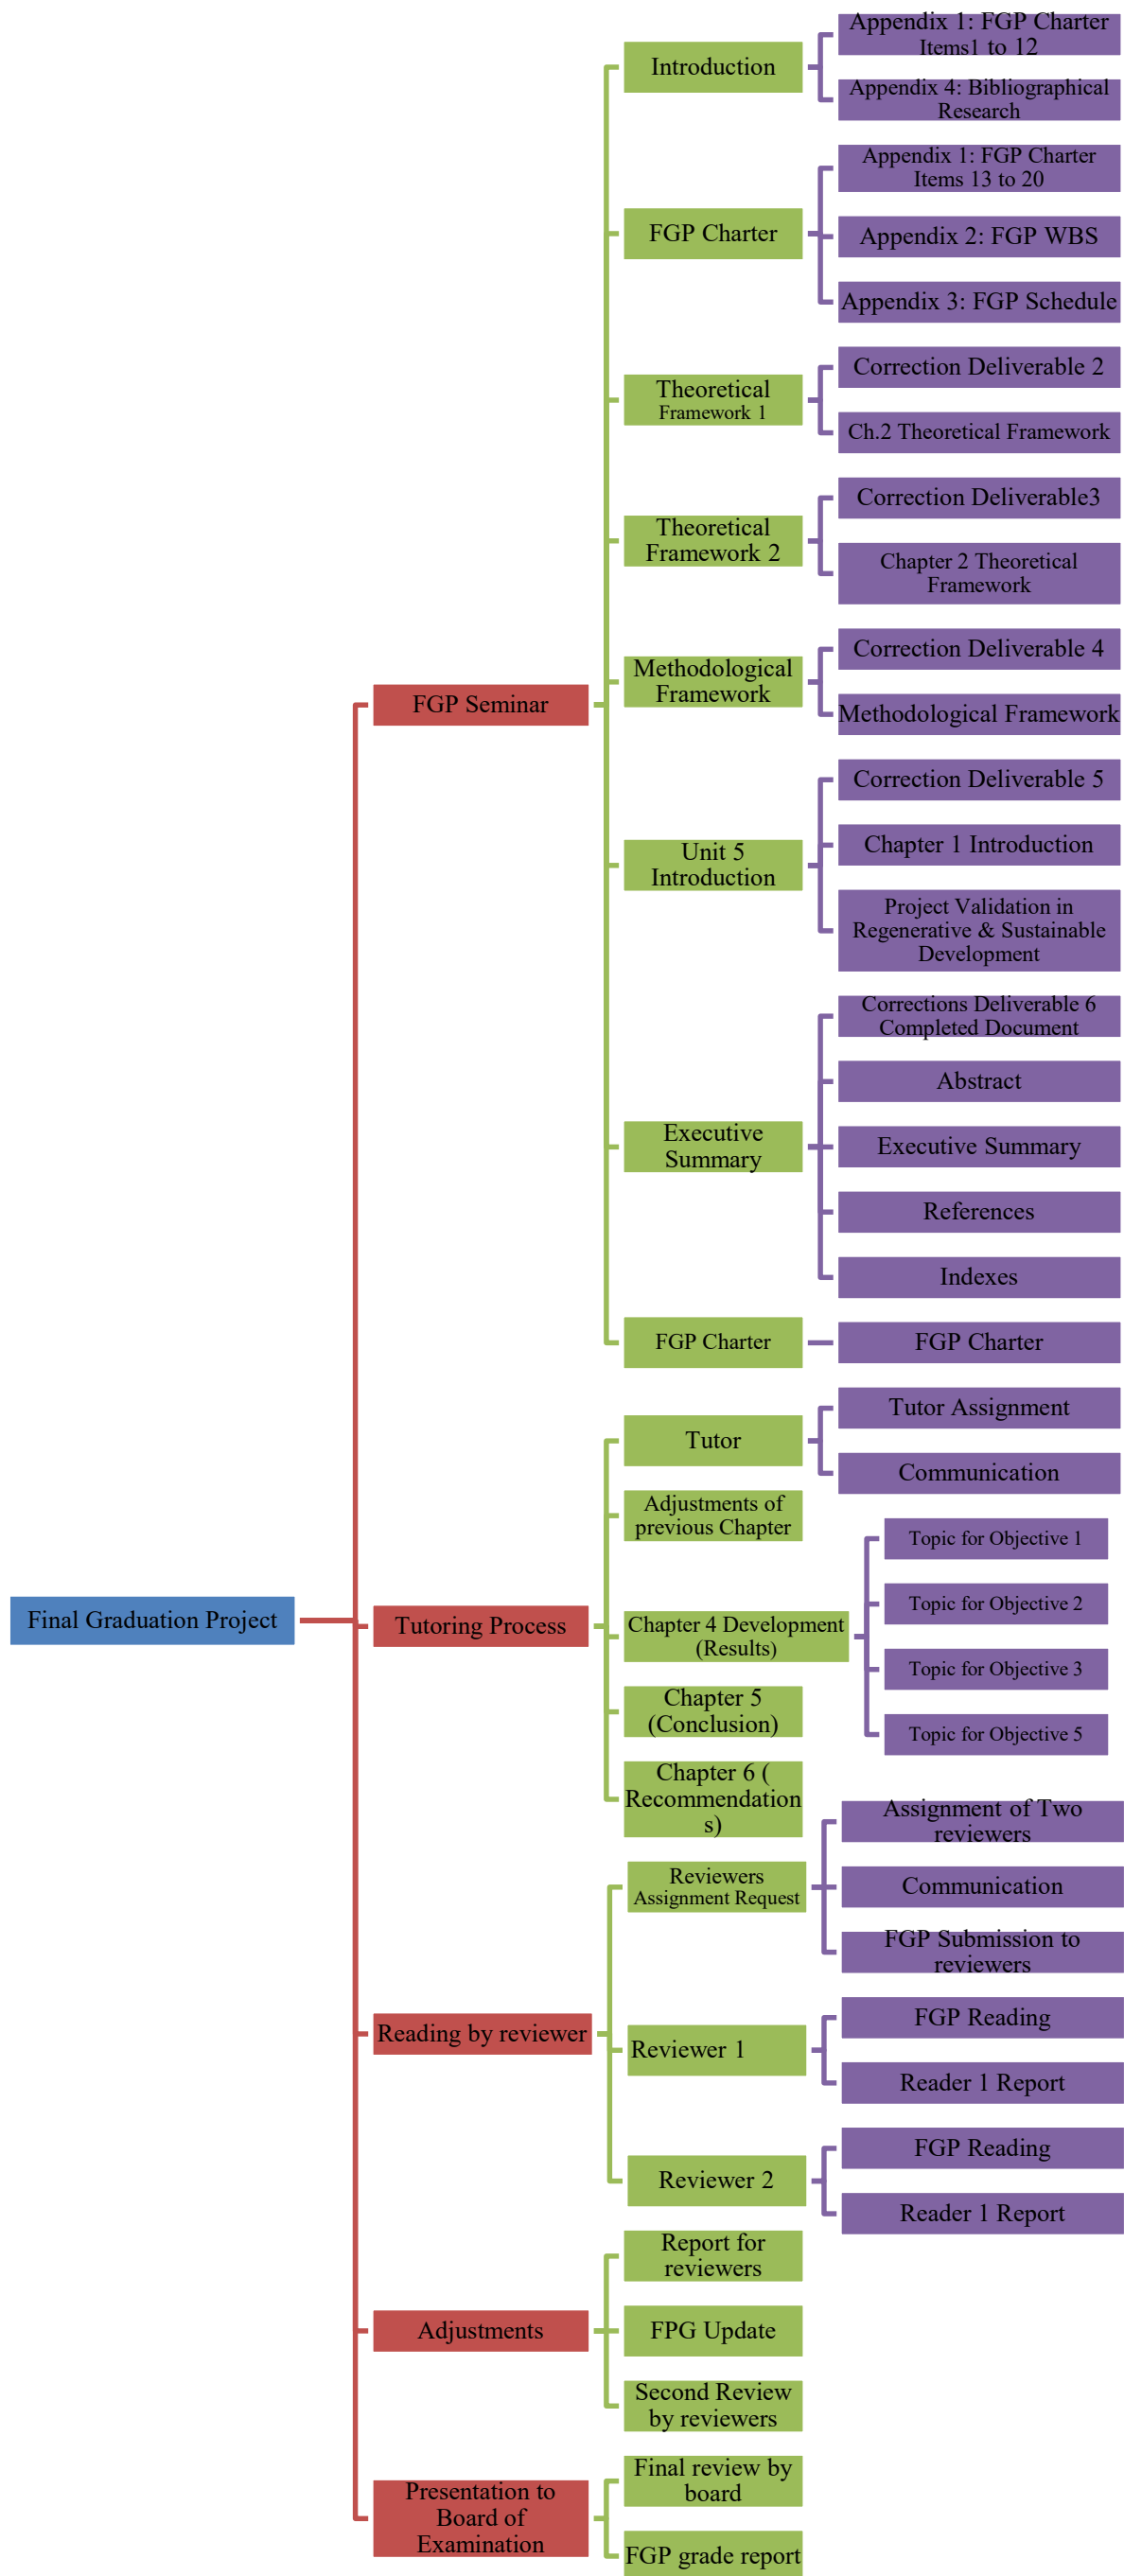 Final Graduation Project
FGP Seminar
Introduction
Appendix 1: FGP Charter
Items1 to 12
Appendix 4: Bibliographical
Research
FGP Charter
Appendix 1: FGP Charter
Items 13 to 20
Appendix 2: FGP WBS
Appendix 3: FGP Schedule
Theoretical
Framework 1
Correction Deliverable 2
Ch.2 Theoretical Framework
Theoretical
Framework 2
Correction Deliverable3
Chapter 2 Theoretical
Framework
Methodological
Framework
Correction Deliverable 4
Methodological Framework
Unit 5
Introduction
Correction Deliverable 5
Chapter 1 Introduction
Project Validation in
Regenerative & Sustainable
Development
Executive
Summary
Corrections Deliverable 6
Completed Document
Abstract
Executive Summary
References
Indexes
FGP Charter
FGP Charter
Tutoring Process
Tutor
Tutor Assignment
Communication
Adjustments of
previous Chapter
Chapter 4 Development
(Results)
Topic for Objective 1
Topic for Objective 2
Topic for Objective 3
Topic for Objective 5
Chapter 5
(Conclusion)
Chapter 6 (
Recommendation
s)
Reading by reviewer
Reviewers
Assignment Request
Assignment of Two
reviewers
Communication
FGP Submission to
reviewers
Reviewer 1
FGP Reading
Reader 1 Report
Reviewer 2
FGP Reading
Reader 1 Report
Adjustments
Report for
reviewers
FPG Update
Second Review
by reviewers
Presentation to
Board of
Examination
Final review by
board
FGP grade report